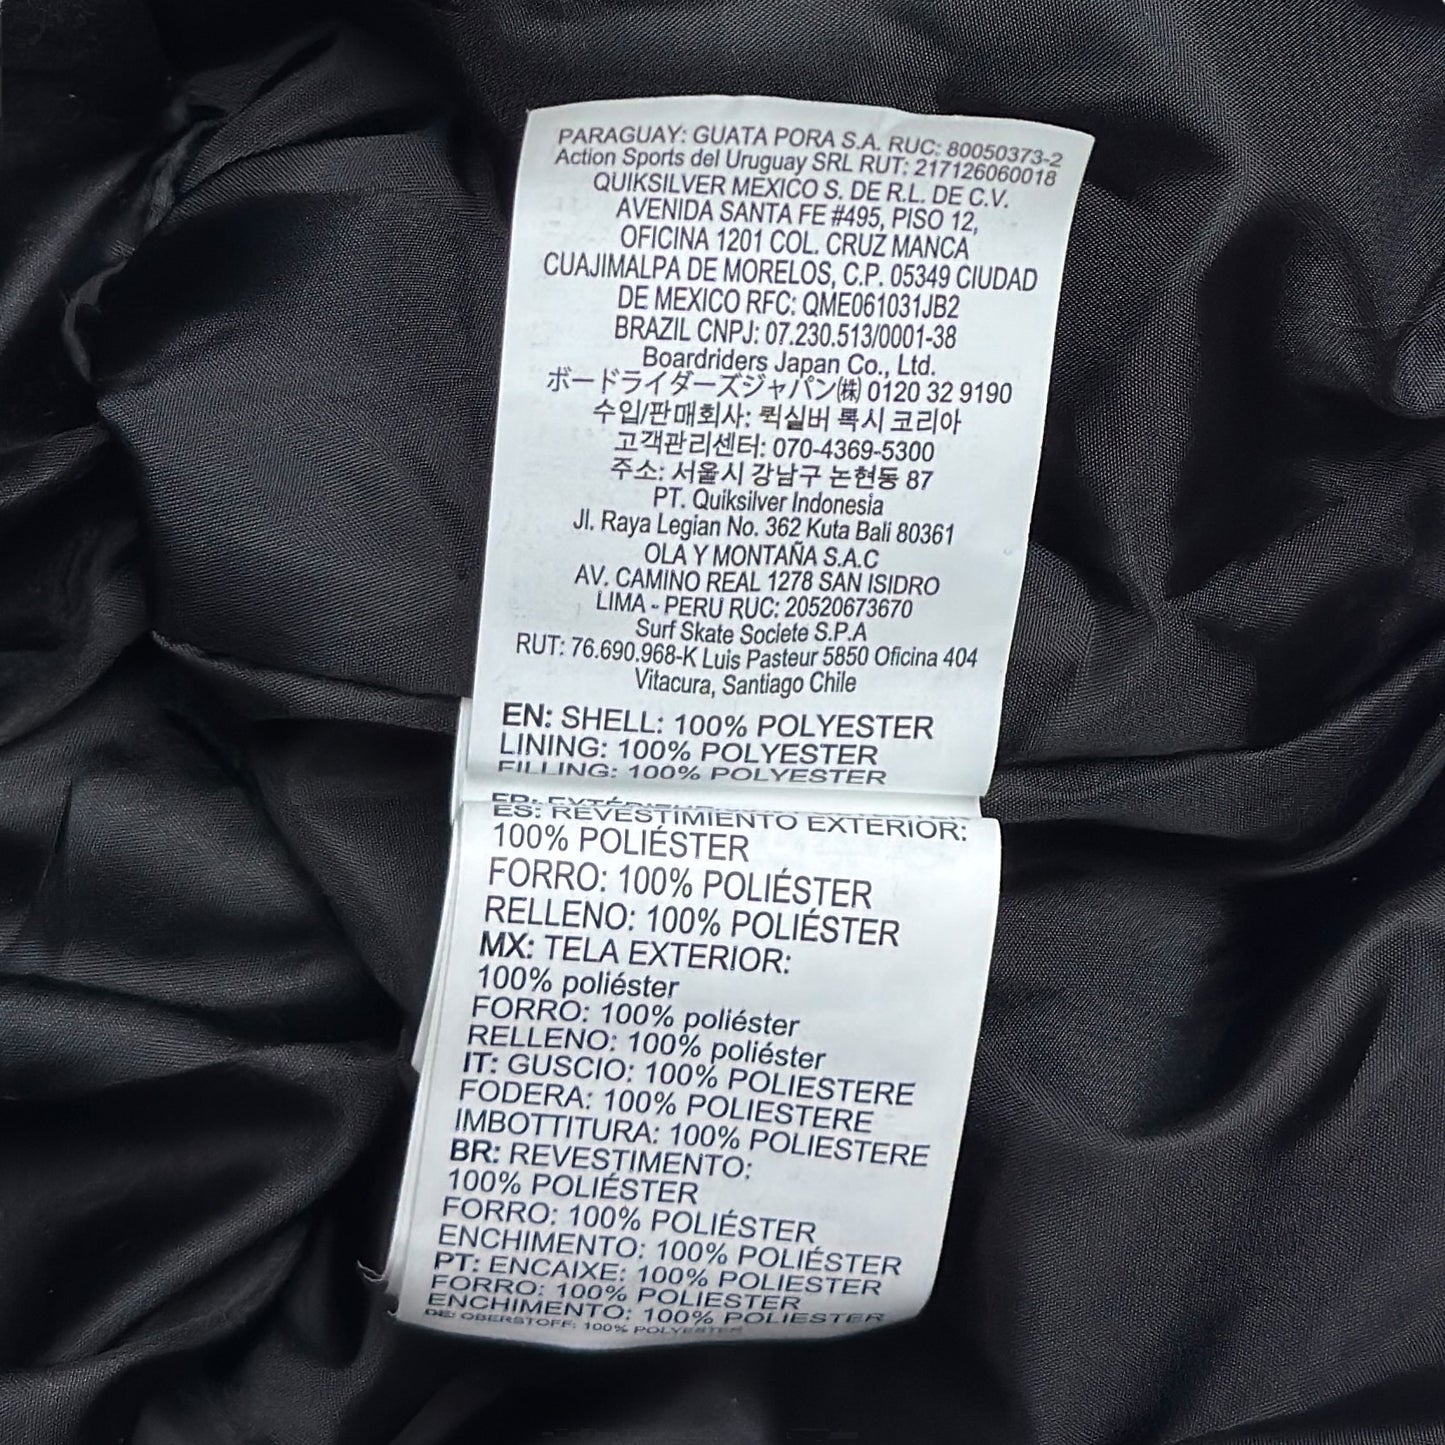 PARAGUAY: GUATA PORA S.A. RUC: 80050373-2
Action Sports del Uruguay SRL RUT: 217126060018
QUIKSILVER MEXICO S. DE R.L. DE C.V.
AVENIDA SANTA FE #495, PISO 12,
OFICINA 1201 COL. CRUZ MANCA
CUAJIMALPA DE MORELOS, C.P. 05349 CIUDAD
DE MEXICO RFC: QME061031JB2
BRAZIL CNPJ: 07.230.513/0001-38
Boardriders Japan Co., Ltd.
ボードライダーズジャパン㈱ 0120 32 9190
수입/판매회사: 퀵실버 록시 코리아
고객관리센터: 070-4369-5300
주소: 서울시 강남구 논현동 87
PT. Quiksilver Indonesia
Jl. Raya Legian No. 362 Kuta Bali 80361
OLA Y MONTAÑA S.A.C
AV. CAMINO REAL 1278 SAN ISIDRO
LIMA - PERU RUC: 20520673670
Surf Skate Societe S.P.A
RUT: 76.690.968-K Luis Pasteur 5850 Oficina 404
Vitacura, Santiago Chile
EN: SHELL: 100% POLYESTER
LINING: 100% POLYESTER
FILLING: 100% POLYESTER
ES: REVESTIMIENTO EXTERIOR:
100% POLIÉSTER
FORRO: 100% POLIÉSTER
RELLENO: 100% POLIÉSTER
MX: TELA EXTERIOR:
100% poliéster
FORRO: 100% poliéster
RELLENO: 100% poliéster
IT: GUSCIO: 100% POLIESTERE
FODERA: 100% POLIESTERE
IMBOTTITURA: 100% POLIESTERE
BR: REVESTIMENTO:
100% POLIÉSTER
FORRO: 100% POLIÉSTER
ENCHIMENTO: 100% POLIÉSTER
PT: ENCAIXE: 100% POLIESTER
FORRO: 100% POLIESTER
ENCHIMENTO: 100% POLIESTER
DE: OBERSTOFF: 100% POLYESTER